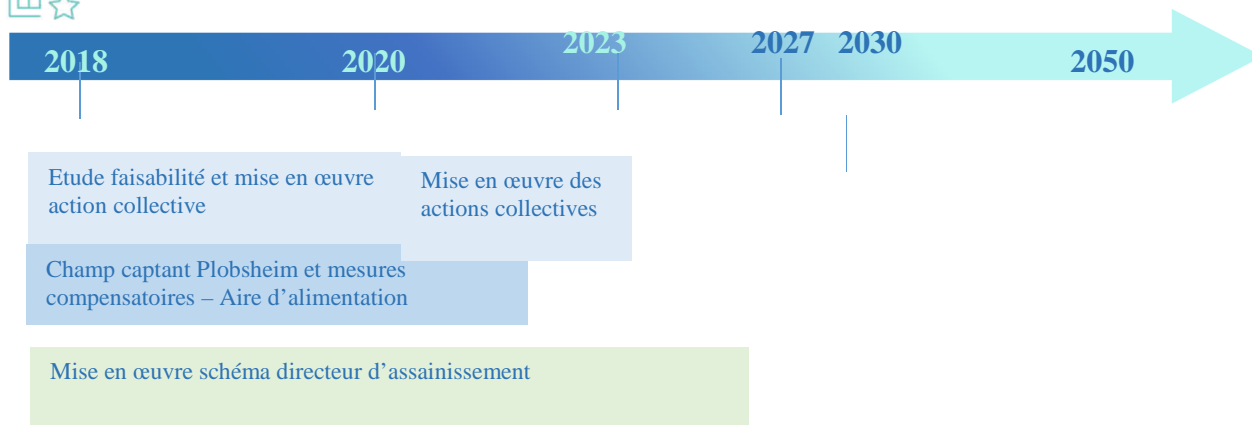 2018
2020
2023
2027
2030
2050
Etude faisabilité et mise en œuvre
action collective
Mise en œuvre des
actions collectives
Champ captant Plobsheim et mesures
compensatoires – Aire d’alimentation
Mise en œuvre schéma directeur d’assainissement